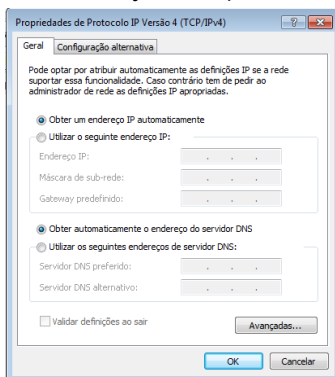 Propriedades de Protocolo IP Versão 4 (TCP/IPv4)
Geral
Configuração alternativa
Pode optar por atribuir automaticamente as definições IP se a rede
suportar essa funcionalidade. Caso contrário tem de pedir ao
administrador de rede as definições IP apropriadas.
Obter um endereço IP automaticamente
Utilizar o seguinte endereço IP:
Endereço IP:
Máscara de sub-rede:
Gateway predefinido:
Obter automaticamente o endereço do servidor DNS
Utilizar os seguintes endereços de servidor DNS:
Servidor DNS preferido:
Servidor DNS alternativo:
Validar definições ao sair
Avançadas...
OK
Cancelar